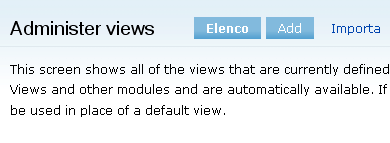 Administer views Elenco Add Importa
This screen shows all of the views that are currently defined
Views and other modules and are automatically available. If
be used in place of a default view.